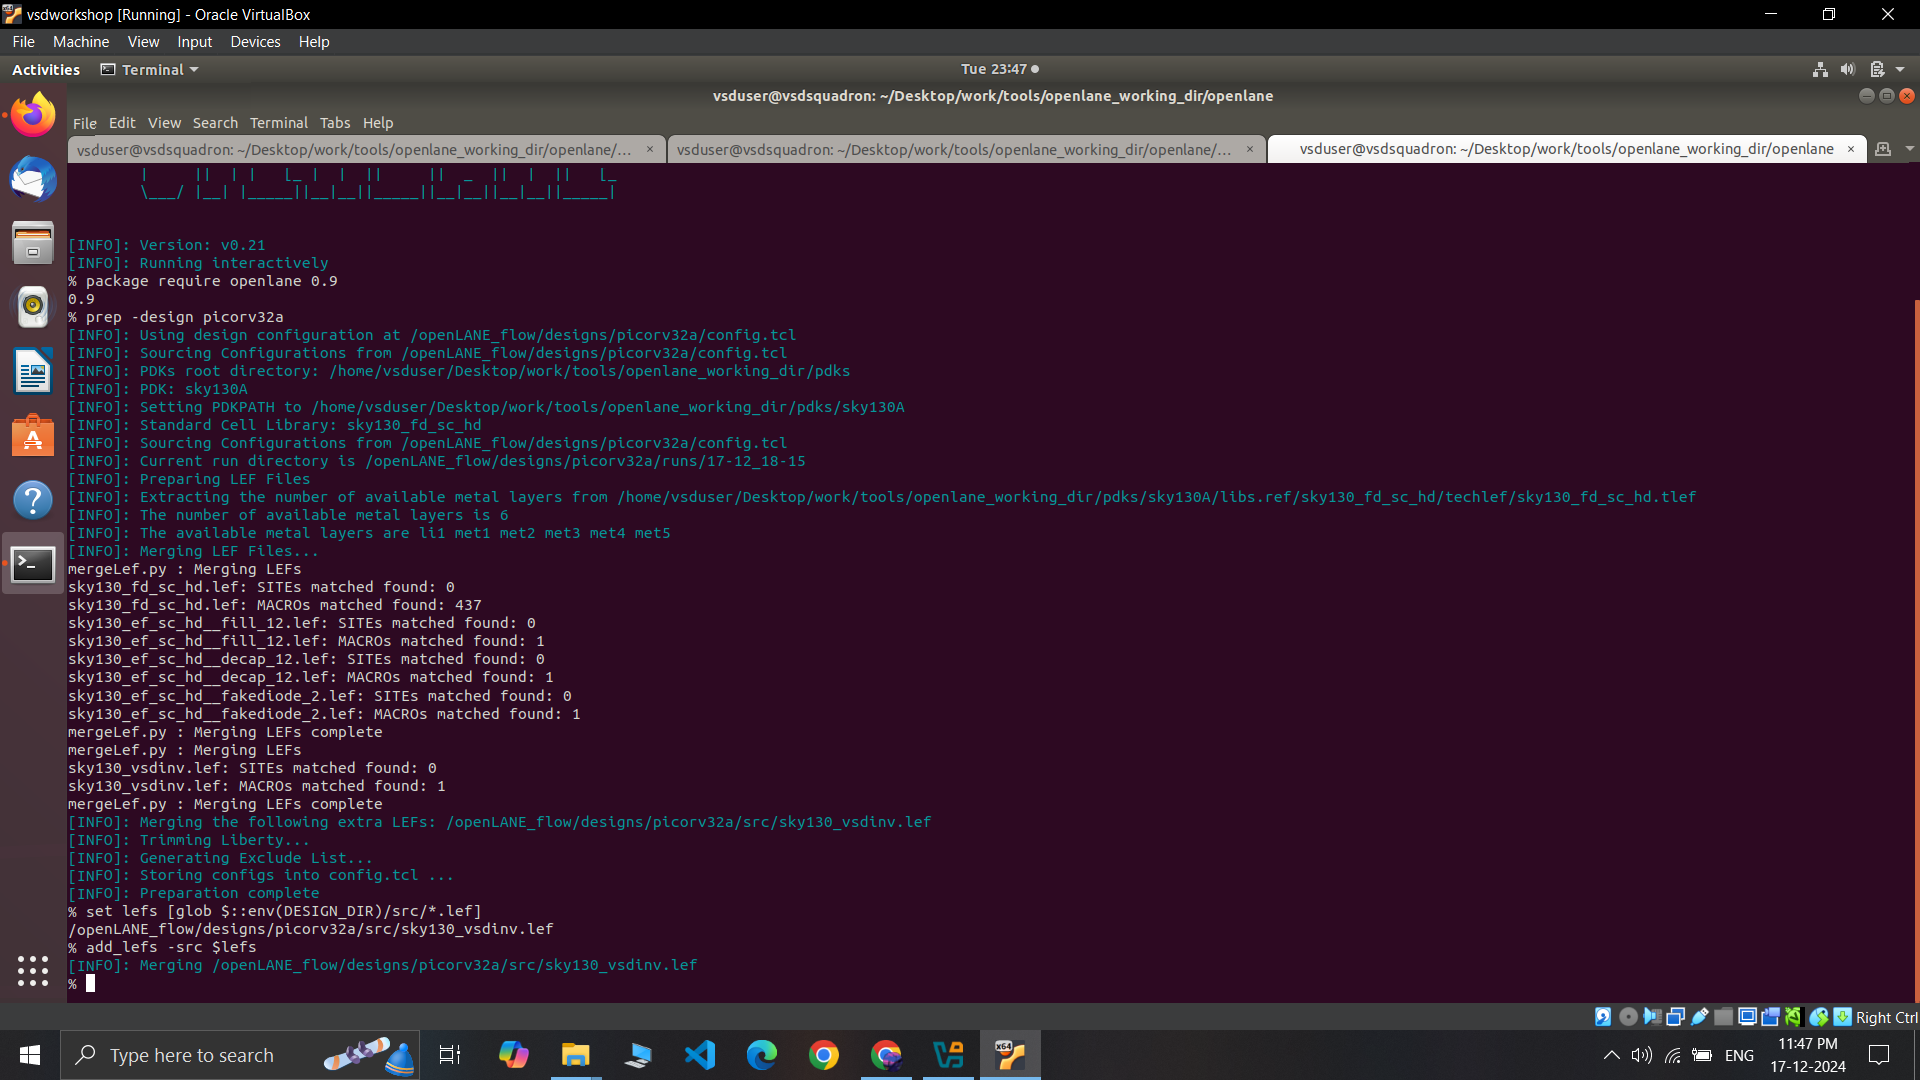 vsdworkshop [Running] - Oracle VirtualBox
File Machine View Input Devices Help
Activities Terminal Tue 23:47
vsduser@vsdsquadron: ~/Desktop/work/tools/openlane_working_dir/openlane
File Edit View Search Terminal Tabs Help
vsduser@vsdsquadron: ~/Desktop/work/tools/openlane_working_dir/openlane/... × vsduser@vsdsquadron: ~/Desktop/work/tools/openlane_working_dir/openlane/... × vsduser@vsdsquadron: ~/Desktop/work/tools/openlane_working_dir/openlane ×
[INFO]: Version: v0.21
[INFO]: Running interactively
% package require openlane 0.9
0.9
% prep -design picorv32a
[INFO]: Using design configuration at /openLANE_flow/designs/picorv32a/config.tcl
[INFO]: Sourcing Configurations from /openLANE_flow/designs/picorv32a/config.tcl
[INFO]: PDKs root directory: /home/vsduser/Desktop/work/tools/openlane_working_dir/pdks
[INFO]: PDK: sky130A
[INFO]: Setting PDKPATH to /home/vsduser/Desktop/work/tools/openlane_working_dir/pdks/sky130A
[INFO]: Standard Cell Library: sky130_fd_sc_hd
[INFO]: Sourcing Configurations from /openLANE_flow/designs/picorv32a/config.tcl
[INFO]: Current run directory is /openLANE_flow/designs/picorv32a/runs/17-12_18-15
[INFO]: Preparing LEF Files
[INFO]: Extracting the number of available metal layers from /home/vsduser/Desktop/work/tools/openlane_working_dir/pdks/sky130A/libs.ref/sky130_fd_sc_hd/techlef/sky130_fd_sc_hd.tlef
[INFO]: The number of available metal layers is 6
[INFO]: The available metal layers are li1 met1 met2 met3 met4 met5
[INFO]: Merging LEF Files...
mergeLef.py : Merging LEFs
sky130_fd_sc_hd.lef: SITEs matched found: 0
sky130_fd_sc_hd.lef: MACROs matched found: 437
sky130_ef_sc_hd__fill_12.lef: SITEs matched found: 0
sky130_ef_sc_hd__fill_12.lef: MACROs matched found: 1
sky130_ef_sc_hd__decap_12.lef: SITEs matched found: 0
sky130_ef_sc_hd__decap_12.lef: MACROs matched found: 1
sky130_ef_sc_hd__fakediode_2.lef: SITEs matched found: 0
sky130_ef_sc_hd__fakediode_2.lef: MACROs matched found: 1
mergeLef.py : Merging LEFs complete
mergeLef.py : Merging LEFs
sky130_vsdinv.lef: SITEs matched found: 0
sky130_vsdinv.lef: MACROs matched found: 1
mergeLef.py : Merging LEFs complete
[INFO]: Merging the following extra LEFs: /openLANE_flow/designs/picorv32a/src/sky130_vsdinv.lef
[INFO]: Trimming Liberty...
[INFO]: Generating Exclude List...
[INFO]: Storing configs into config.tcl ...
[INFO]: Preparation complete
% set lefs [glob $::env(DESIGN_DIR)/src/*.lef]
/openLANE_flow/designs/picorv32a/src/sky130_vsdinv.lef
% add_lefs -src $lefs
[INFO]: Merging /openLANE_flow/designs/picorv32a/src/sky130_vsdinv.lef
%
Right Ctrl
Type here to search ENG 11:47 PM
17-12-2024